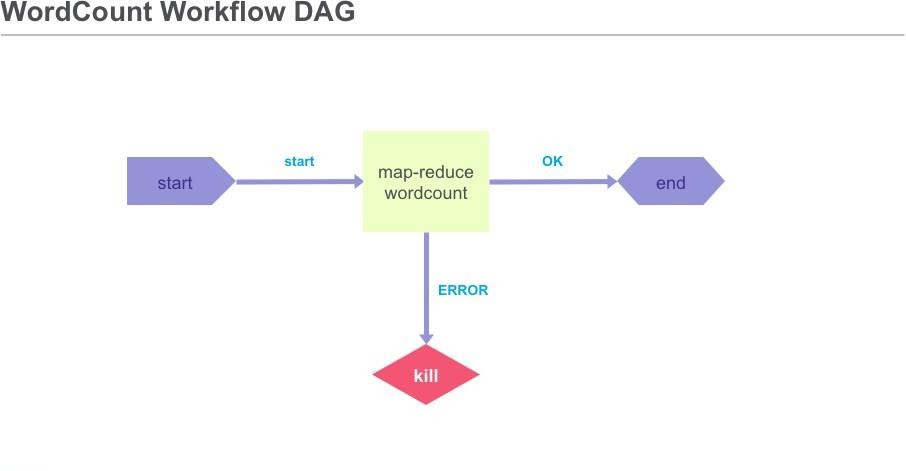 WordCount Workflow DAG
start
start
map-reduce
wordcount
OK
end
ERROR
kill